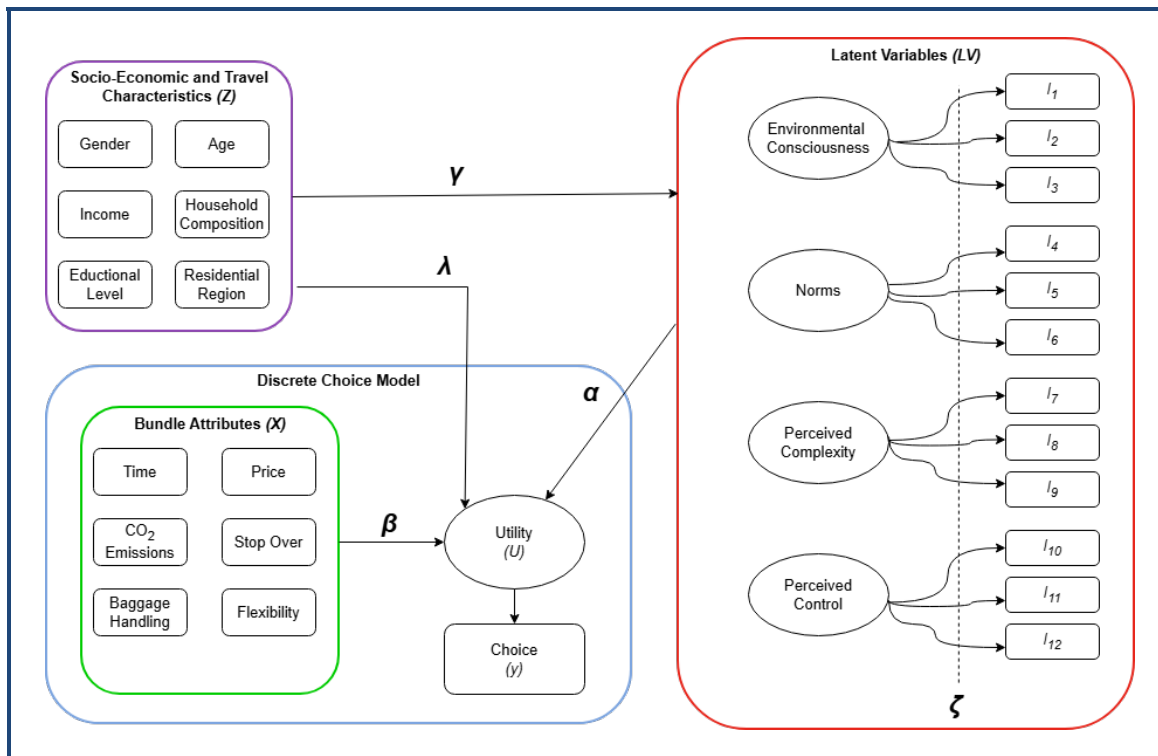 Socio-Economic and Travel
Characteristics (Z)
Gender
Age
Income
Household
Composition
Eductional
Level
Residential
Region
γ
λ
α
Discrete Choice Model
Bundle Attributes (X)
Time
Price
CO2
Emissions
Stop Over
Baggage
Handling
Flexibility
β
Utility
(U)
Choice
(y)
Latent Variables (LV)
Environmental
Consciousness
I1
I2
I3
Norms
I4
I5
I6
Perceived
Complexity
I7
I8
I9
Perceived
Control
I10
I11
I12
ζ